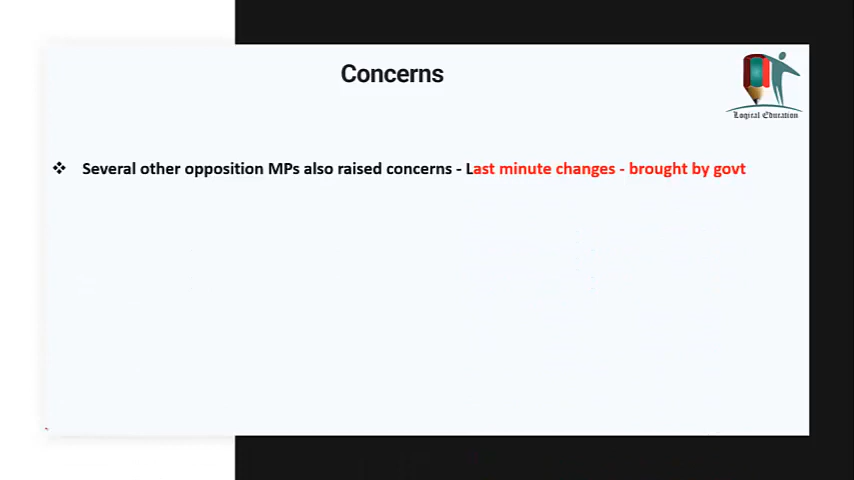 Concerns
Logical Education
❖ Several other opposition MPs also raised concerns - Last minute changes - brought by govt